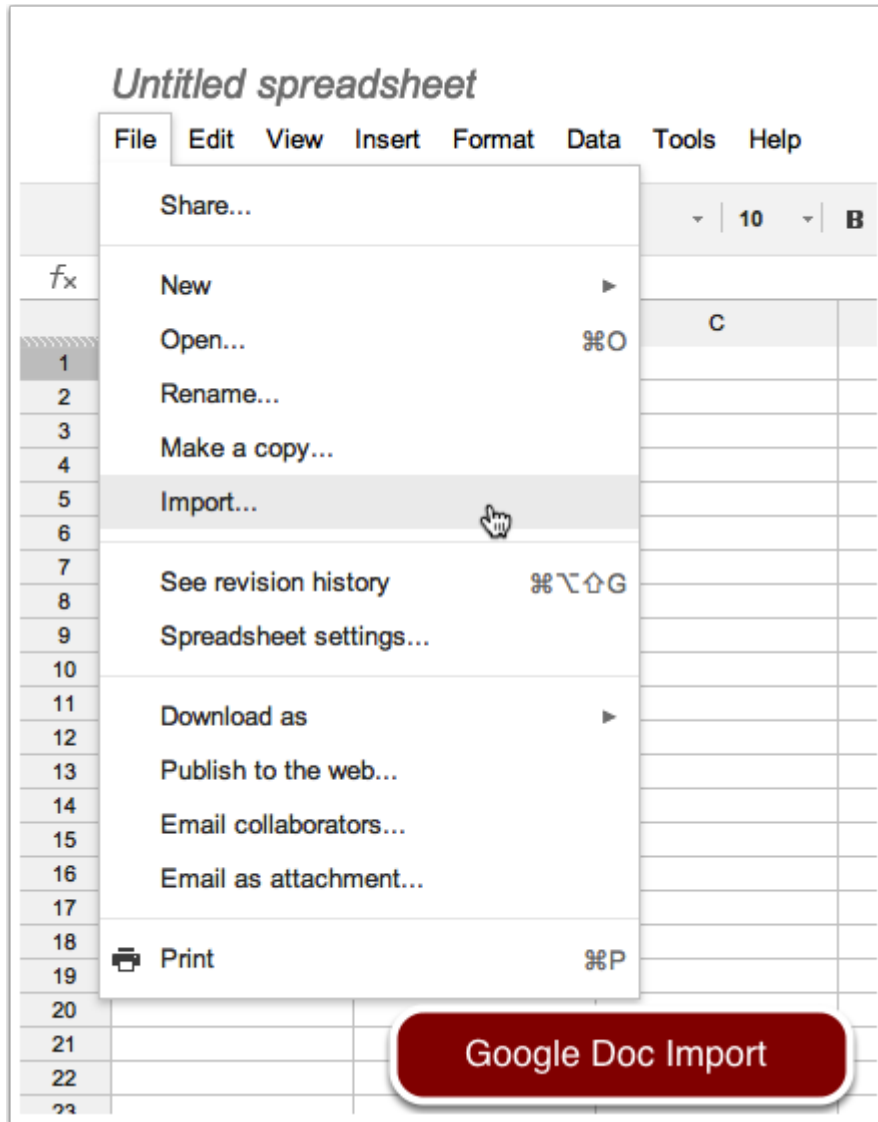 Untitled spreadsheet
File Edit View Insert Format Data Tools Help
Share...
10 B
fx
New ►
Open... ⌘O
C
Rename...
Make a copy...
Import...
See revision history ⌘⌥⇧G
Spreadsheet settings...
Download as ►
Publish to the web...
Email collaborators...
Email as attachment...
Print ⌘P
1
2
3
4
5
6
7
8
9
10
11
12
13
14
15
16
17
18
19
20
21
22
23
Google Doc Import